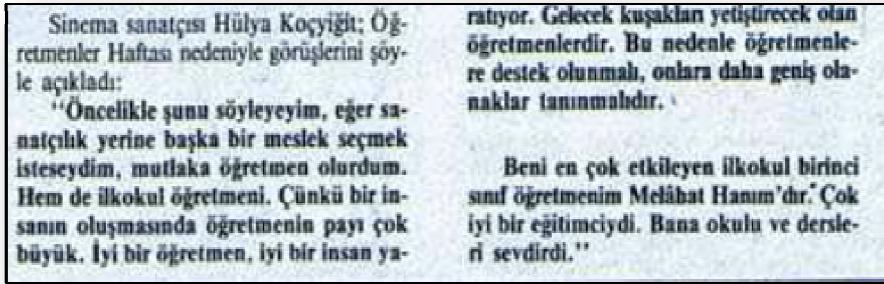 Sinema sanatçısı Hülya Koçyiğit; Öğ-
retmenler Haftası nedeniyle görüşlerini şöy-
le açıkladı:
"Öncelikle şunu söyleyeyim, eğer sa-
natçılık yerine başka bir meslek seçmek
isteseydim, mutlaka öğretmen olurdum.
Hem de ilkokul öğretmeni. Çünkü bir in-
sanın oluşmasında öğretmenin payı çok
büyük. İyi bir öğretmen, iyi bir insan ya-
ratıyor. Gelecek kuşakları yetiştirecek olan
öğretmenlerdir. Bu nedenle öğretmenle-
re destek olunmalı, onlara daha geniş ola-
naklar tanınmalıdır.
Beni en çok etkileyen ilkokul birinci
sınıf öğretmenim Melâhat Hanım'dır. Çok
iyi bir eğitimciydi. Bana okulu ve dersle-
ri sevdirdi."